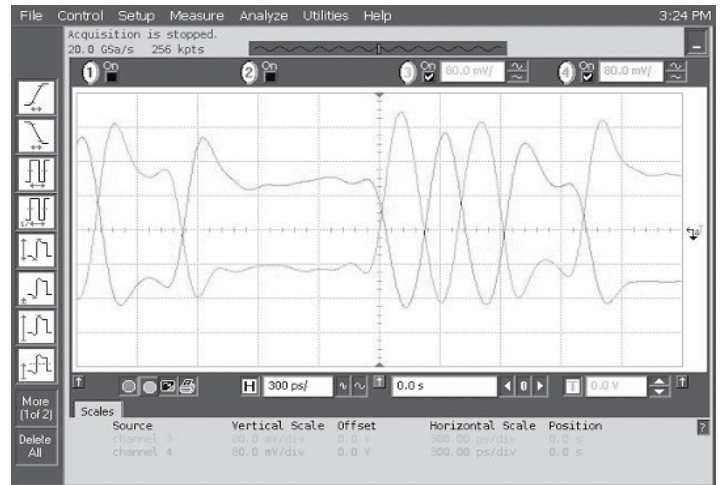 File Control Setup Measure Analyze Utilities Help 3:24 PM
Acquisition is stopped.
20.0 GSa/s 256 kpts
1 On 2 On 3 On 80.0 mV/ 4 On 80.0 mV/
More
(1of 2)
Delete
All
H 300 ps/ 0.0 s 0 T 0.0 V
Scales
Source Vertical Scale Offset Horizontal Scale Position
channel 3 80.0 mV/div 0.0 V 300.00 ps/div 0.0 s
channel 4 80.0 mV/div 0.0 V 300.00 ps/div 0.0 s
?